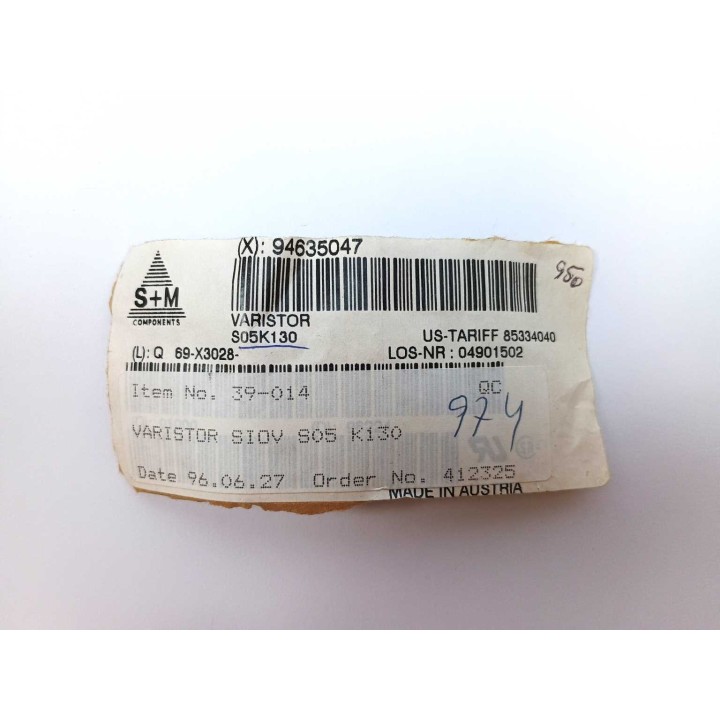 (X): 94635047
950
S+M
COMPONENTS
VARISTOR
S05K130
US-TARIFF 85334040
(L): Q 69-X3028-
LOS-NR : 04901502
Item No. 39-014
QC
974
VARISTOR SIOV S05 K130
Date 96.06.27 Order No. 412325
MADE IN AUSTRIA